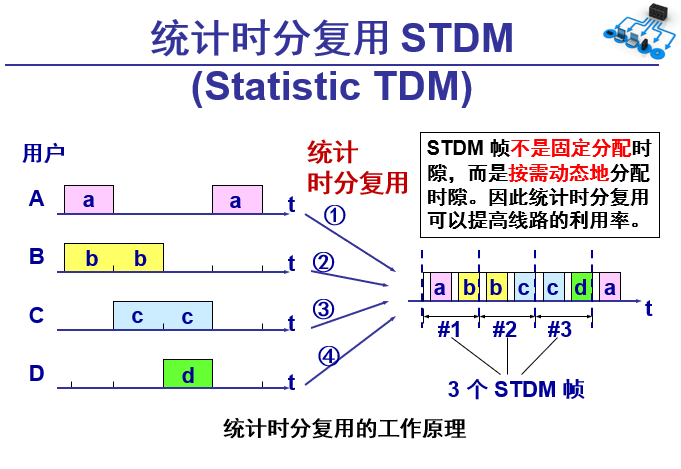 统计时分复用 STDM
(Statistic TDM)
用户
统计
时分复用
STDM 帧不是固定分配时
隙，而是按需动态地分配
时隙。因此统计时分复用
可以提高线路的利用率。
A a a t ①
B b b t ②
C c c t ③
D d t ④
a b b c c d a t
#1 #2 #3
3 个 STDM 帧
统计时分复用的工作原理